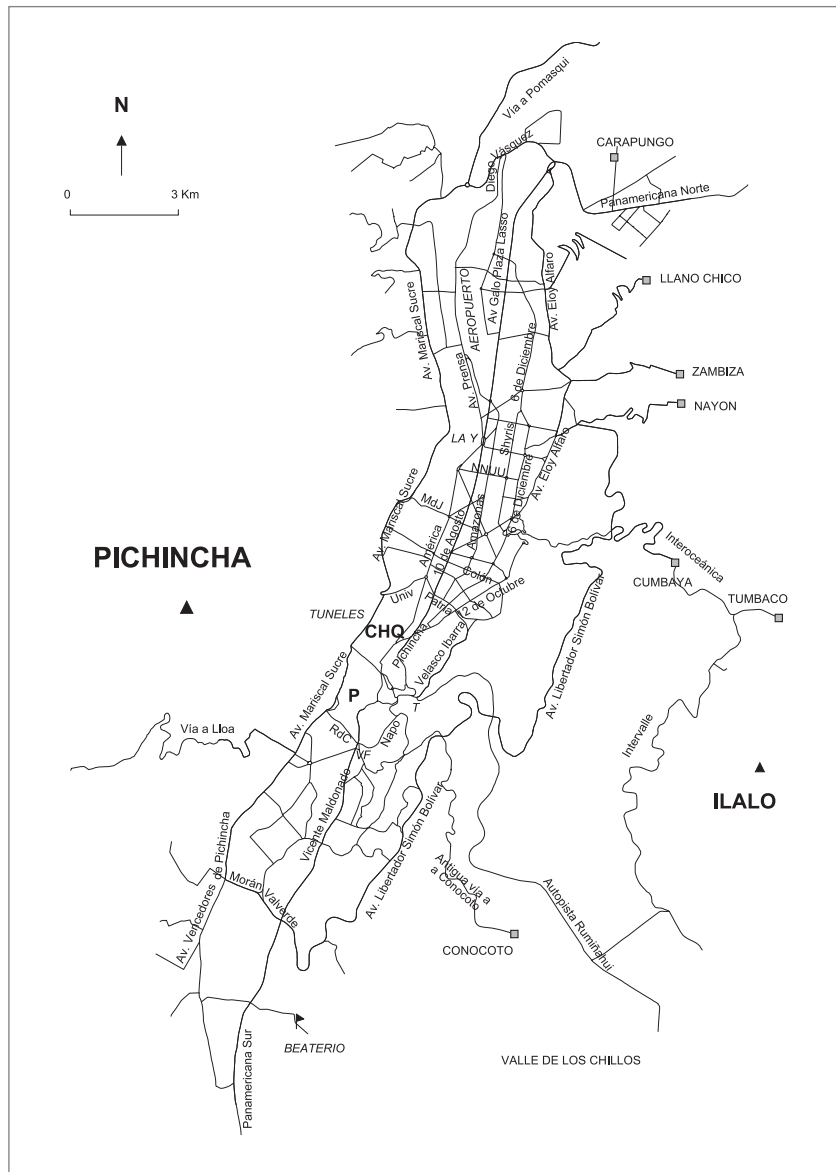 Vía a Pomasqui
N
Diego Vásquez
CARAPUNGO
0 3 Km
Panamericana Norte
Av Galo Plaza Lasso
AEROPUERTO
Av. Mariscal Sucre
Av. Eloy Alfaro
LLANO CHICO
6 de Diciembre
Av. Prensa
ZAMBIZA
NAYON
LA Y
Shyris
NNUU
Av. Eloy Alfaro
6 de Diciembre
Av. Mariscal Sucre
MdJ
Amazonas
10 de Agosto
América
PICHINCHA
Interoceánica
Colón
CUMBAYA
Univ
Patria
12 de Octubre
TUMBACO
TUNELES
CHQ
Pichincha
Velasco Ibarra
Av. Libertador Simón Bolívar
P
T
Av. Mariscal Sucre
Vía a Lloa
RdC
Napo
VF
Intervalle
ILALO
Vicente Maldonado
Av. Libertador Simón Bolívar
Av. Vencedores
de Pichincha
Morán Valverde
Antigua vía a
a Conocoto
Autopista Rumiñahui
CONOCOTO
BEATERIO
VALLE DE LOS CHILLOS
Panamericana Sur